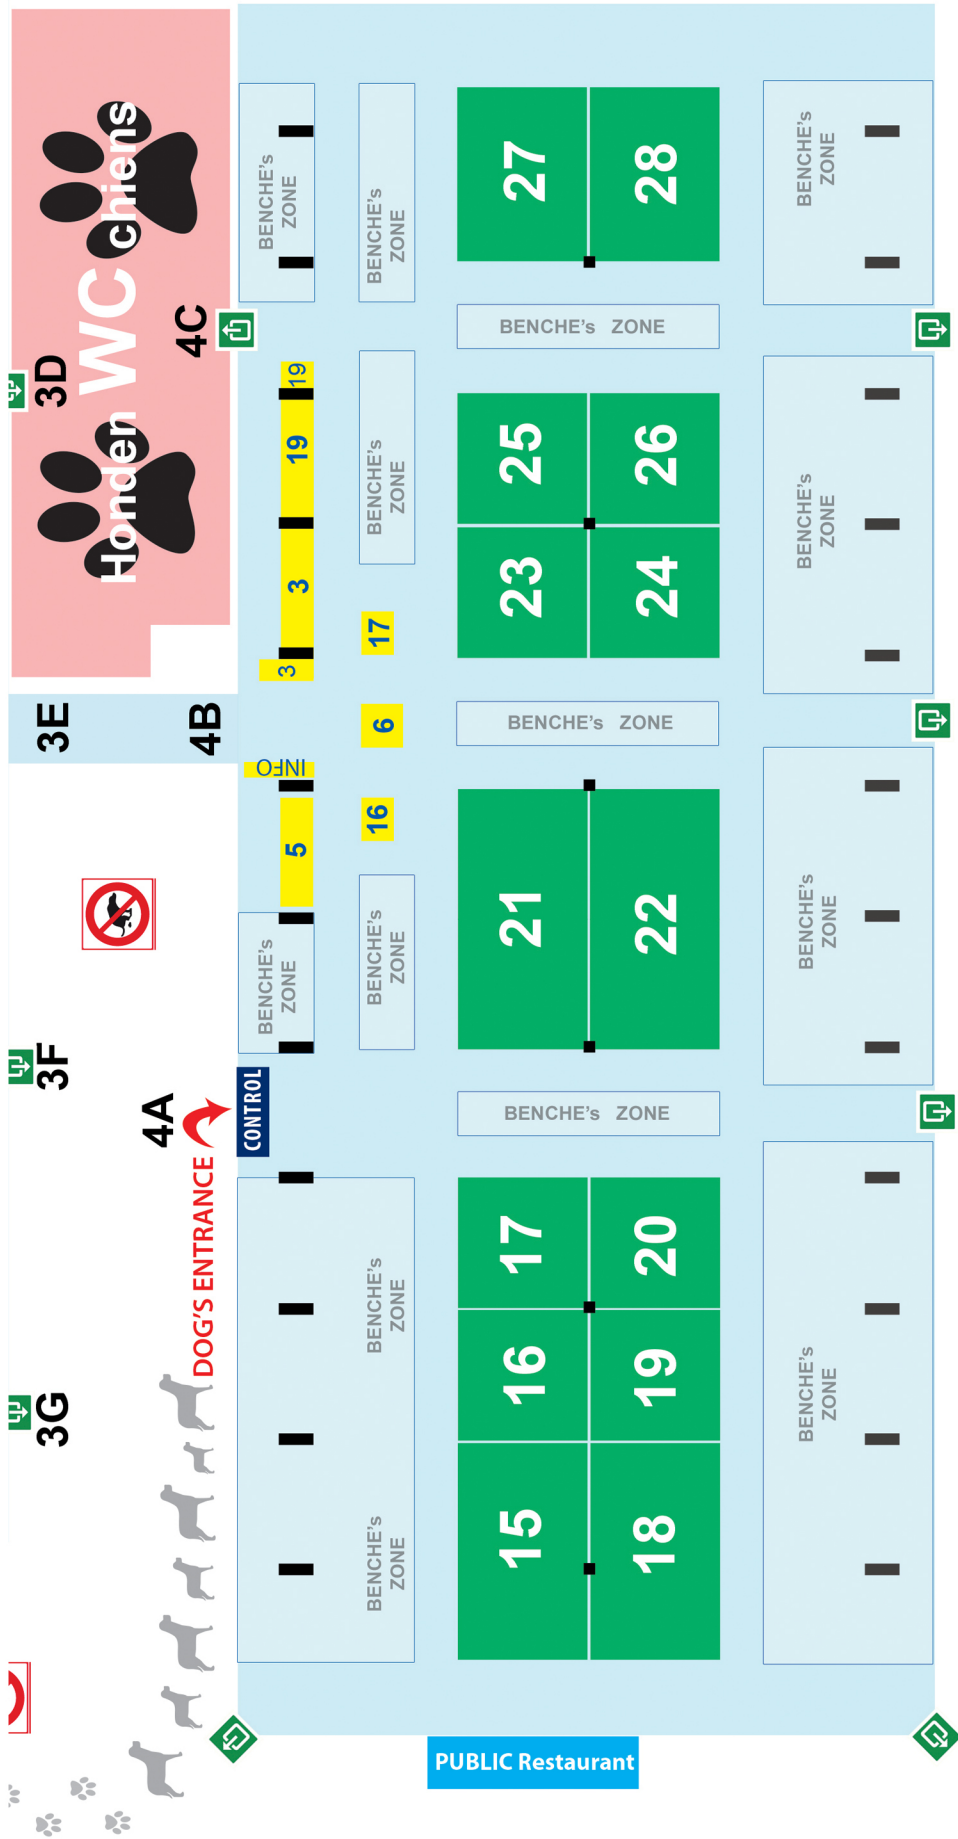 Honden WC chiens
3D
4C
3E
4B
3F
4A
3G
DOG'S ENTRANCE
CONTROL
BENCHE's
ZONE
BENCHE's
ZONE
27
28
BENCHE's
ZONE
BENCHE's ZONE
19
19
3
3
BENCHE's
ZONE
25
26
23
24
BENCHE's
ZONE
17
6
16
BENCHE's ZONE
INFO
5
BENCHE's
ZONE
BENCHE's
ZONE
21
22
BENCHE's
ZONE
BENCHE's ZONE
BENCHE's
ZONE
BENCHE's
ZONE
17
20
16
19
15
18
BENCHE's
ZONE
PUBLIC Restaurant